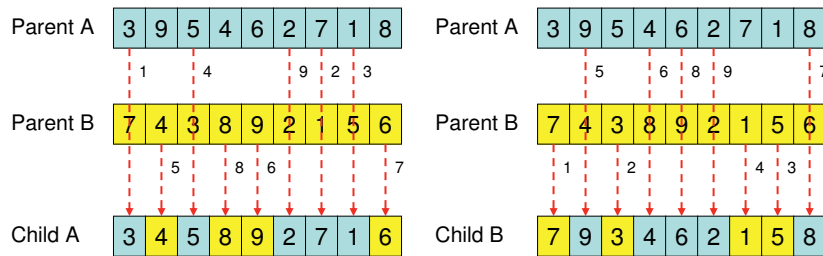 Parent A 3 9 5 4 6 2 7 1 8 Parent A 3 9 5 4 6 2 7 1 8
1 4 9 2 3 5 6 8 9 7
Parent B 7 4 3 8 9 2 1 5 6 Parent B 7 4 3 8 9 2 1 5 6
5 8 6 7 1 2 4 3
Child A 3 4 5 8 9 2 7 1 6 Child B 7 9 3 4 6 2 1 5 8